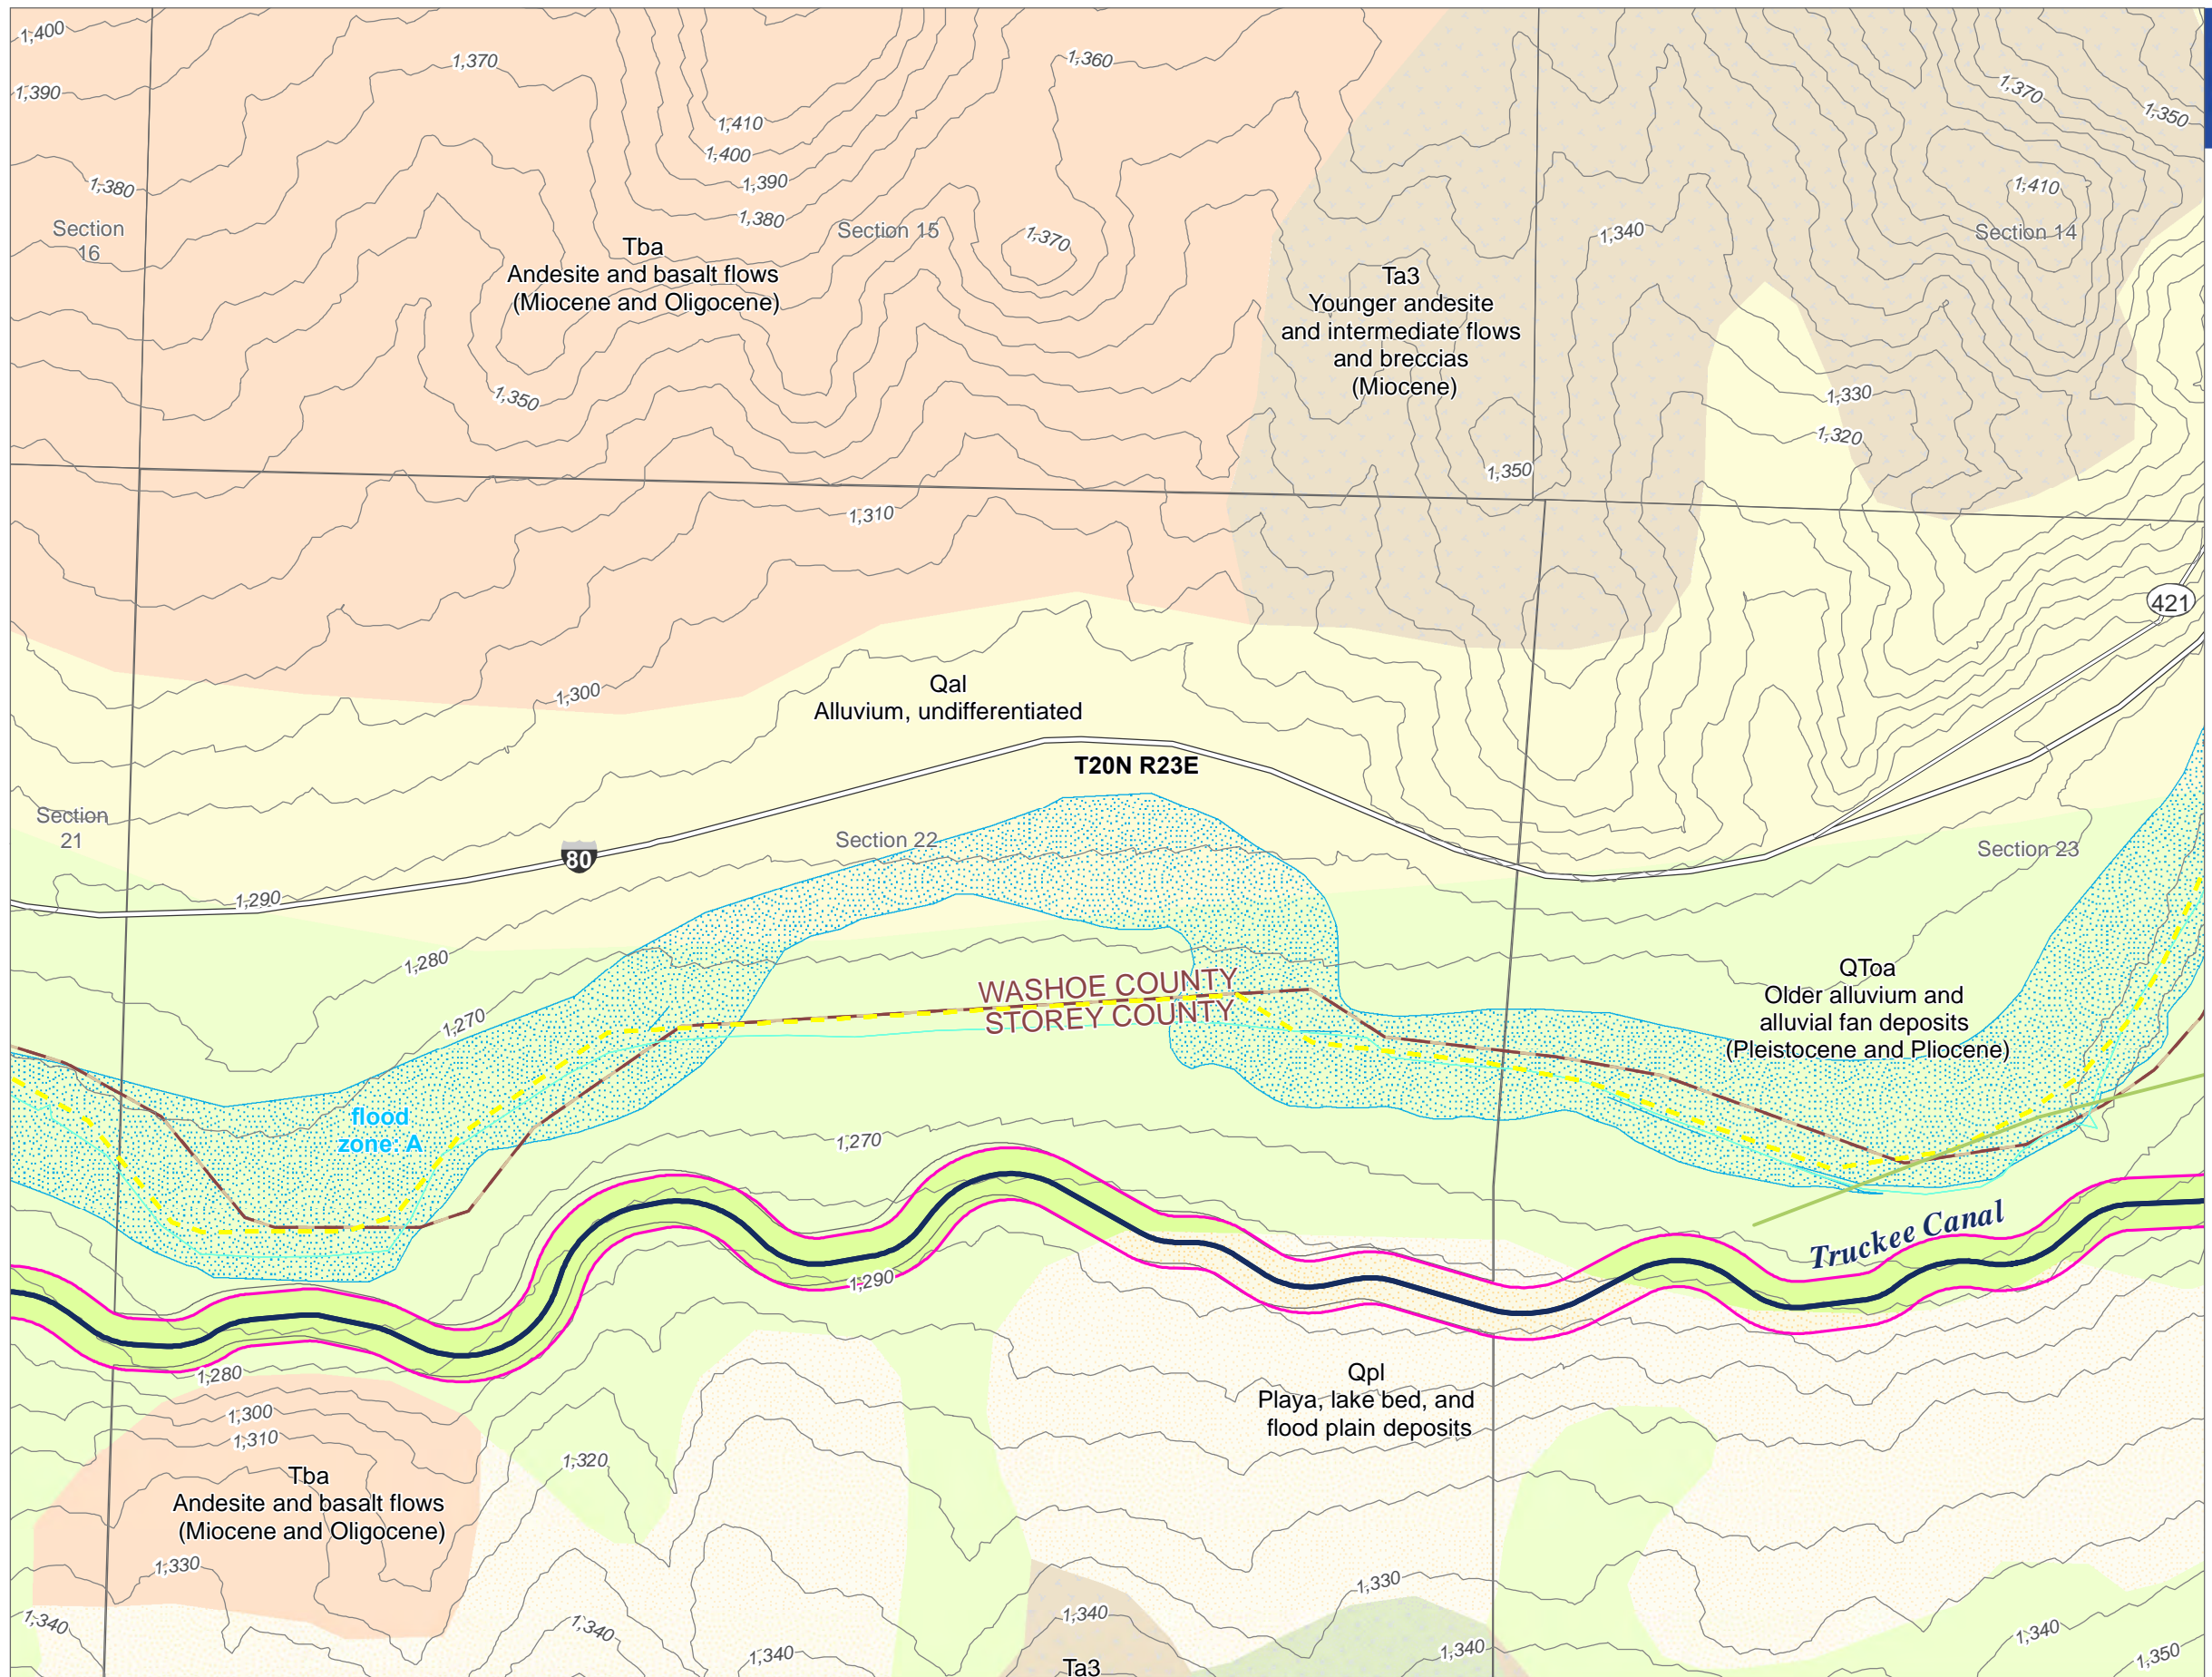 1,400
1,370
1,360
1,390
1,370
1,350
1,410
1,400
1,390
1,380
1,380
1,410
Section
16
Section 15
1,370
1,340
Section 14
Tba
Andesite and basalt flows
(Miocene and Oligocene)
Ta3
Younger andesite
and intermediate flows
and breccias
(Miocene)
1,350
1,330
1,320
1,350
1,310
421
1,300
Qal
Alluvium, undifferentiated
T20N R23E
Section
21
Section 22
Section 23
80
1,290
1,280
1,270
WASHOE COUNTY
STOREY COUNTY
QToa
Older alluvium and
alluvial fan deposits
(Pleistocene and Pliocene)
flood
zone: A
1,270
Truckee Canal
1,290
1,280
Qpl
Playa, lake bed, and
flood plain deposits
1,300
1,310
1,320
Tba
Andesite and basalt flows
(Miocene and Oligocene)
1,330
1,330
1,340
1,340
1,340
1,340
1,340
1,340
1,350
Ta3